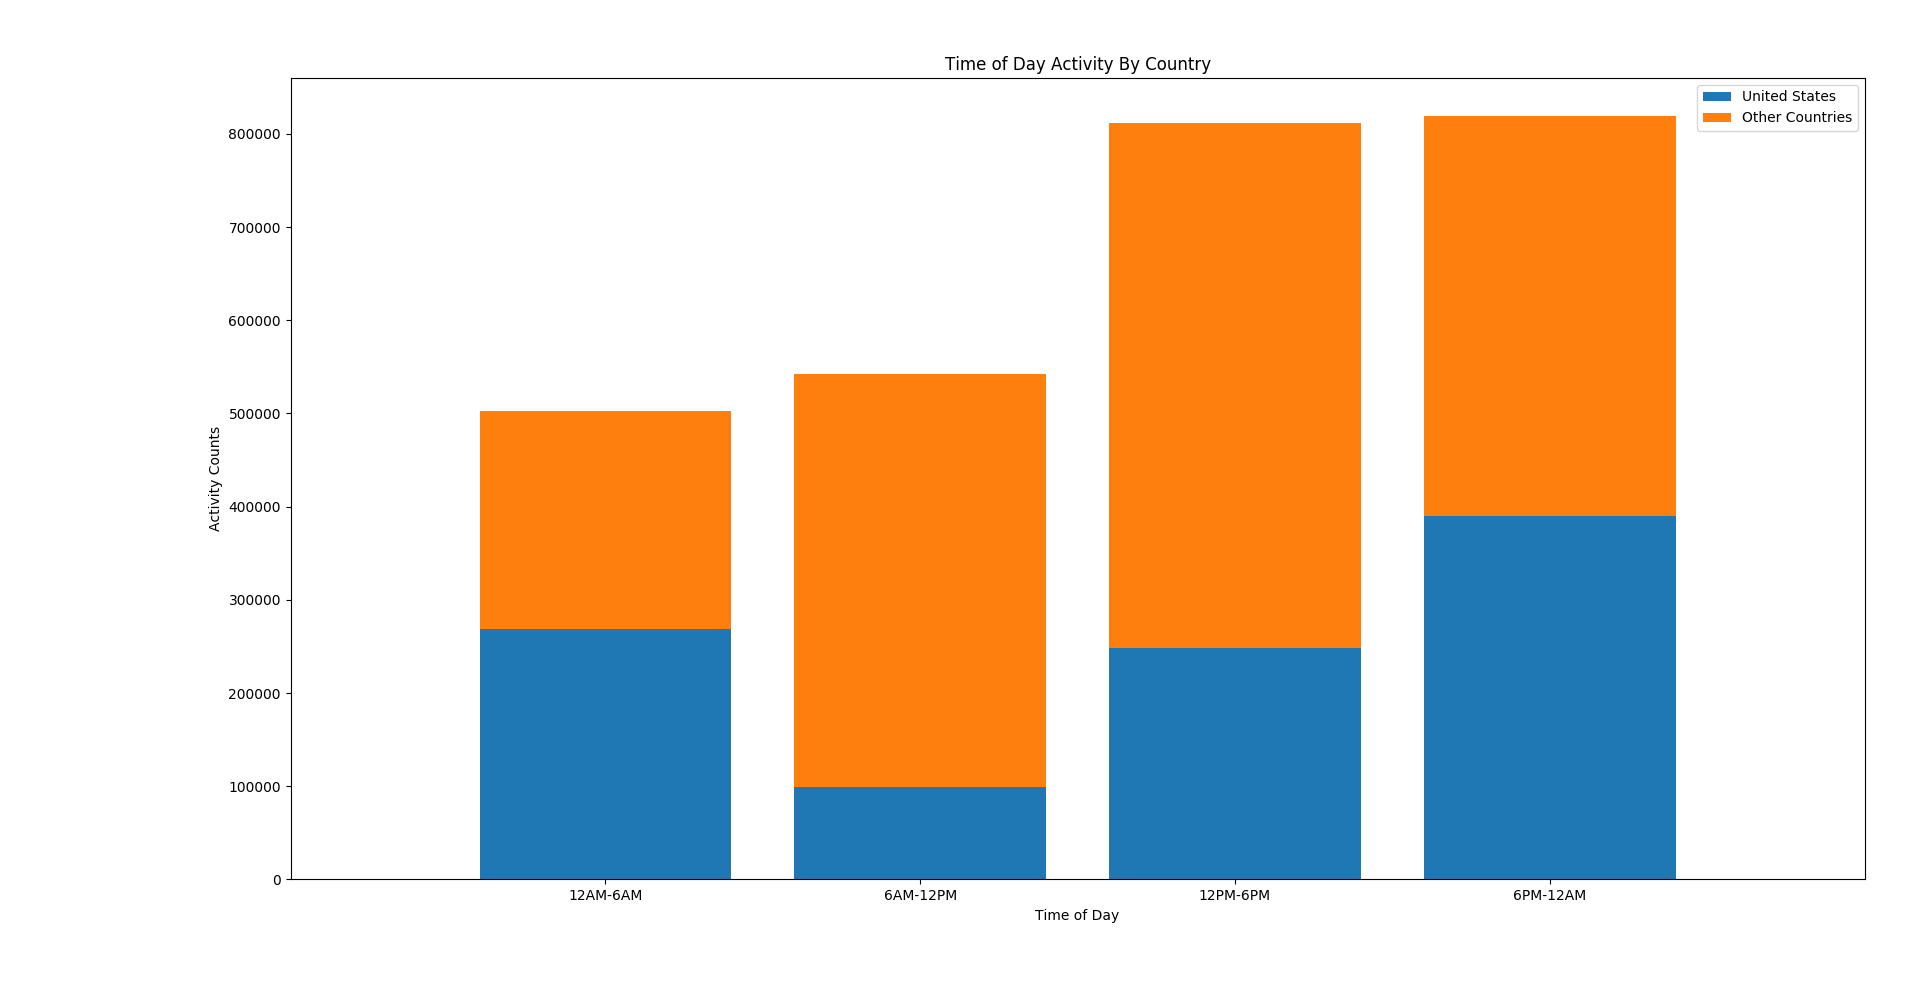 Time of Day Activity By Country
United States
Other Countries
800000
700000
600000
500000
400000
300000
200000
100000
0
Activity Counts
12AM-6AM
6AM-12PM
12PM-6PM
6PM-12AM
Time of Day